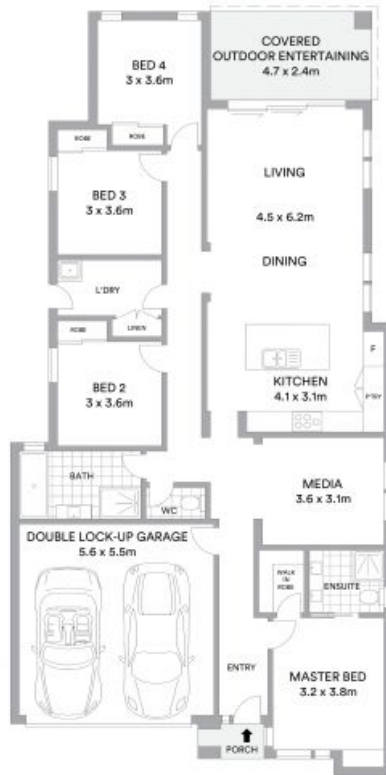 COVERED
OUTDOOR ENTERTAINING
4.7 x 2.4m
BED 4
3 x 3.6m
ROBE
ROBE
LIVING
BED 3
3 x 3.6m
4.5 x 6.2m
DINING
L'DRY
LINEN
ROBE
F
BED 2
3 x 3.6m
KITCHEN
4.1 x 3.1m
P'TRY
BATH
MEDIA
3.6 x 3.1m
WC
DOUBLE LOCK-UP GARAGE
5.6 x 5.5m
WALK
IN
ROBE
ENSUITE
ENTRY
MASTER BED
3.2 x 3.8m
PORCH